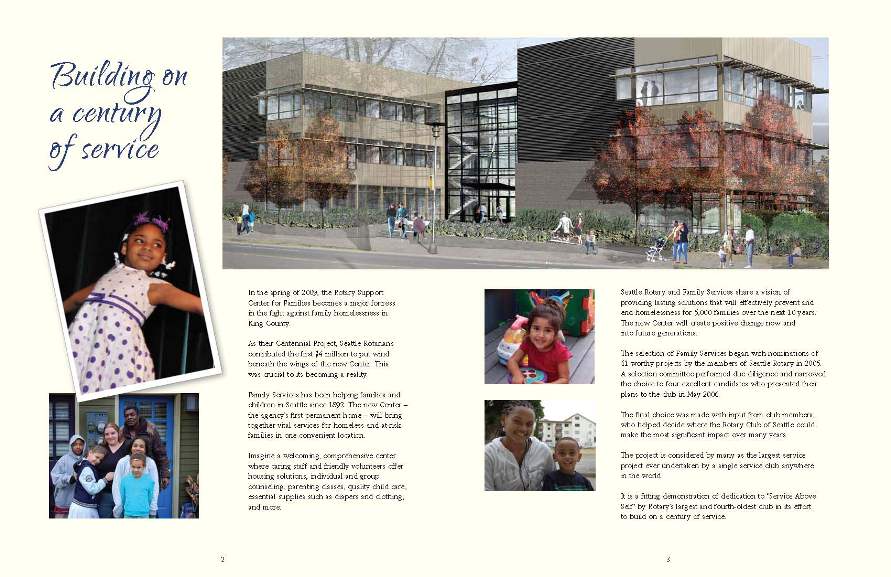 Building on
a century
of service
In the spring of 2009, the Rotary Support
Center for Families becomes a major fortress
in the fight against family homelessness in
King County.
As their Centennial Project, Seattle Rotarians
contributed the first $4 million to put wind
beneath the wings of the new Center. This
was crucial to its becoming a reality.
Family Services has been helping families and
children in Seattle since 1892. The new Center –
the agency's first permanent home – will bring
together vital services for homeless and at-risk
families in one convenient location.
Imagine a welcoming, comprehensive center
where caring staff and friendly volunteers offer
housing solutions, individual and group
counseling, parenting classes, quality child care,
essential supplies such as diapers and clothing,
and more.
2
Seattle Rotary and Family Services share a vision of
providing lasting solutions that will effectively prevent and
end homelessness for 5,000 families over the next 10 years.
The new Center will create positive change now and
into future generations.
The selection of Family Services began with nominations of
41 worthy projects by the members of Seattle Rotary in 2005.
A selection committee performed due diligence and narrowed
the choice to four excellent candidates who presented their
plans to the club in May 2006.
The final choice was made with input from club members,
who helped decide where the Rotary Club of Seattle could
make the most significant impact over many years.
The project is considered by many as the largest service
project ever undertaken by a single service club anywhere
in the world.
It is a fitting demonstration of dedication to "Service Above
Self" by Rotary's largest and fourth-oldest club in its effort
to build on a century of service.
3